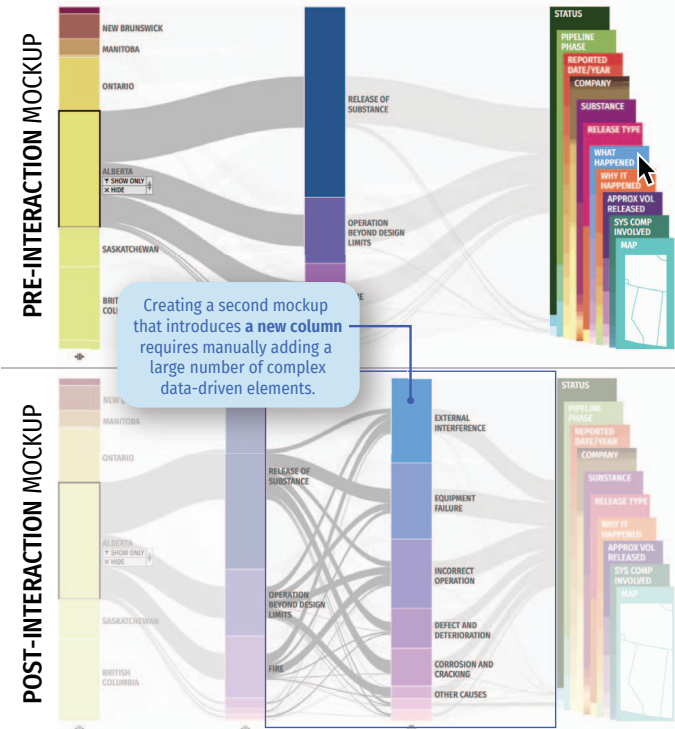 PRE-INTERACTION MOCKUP
NEW BRUNSWICK
MANITOBA
ONTARIO
ALBERTA
SHOW ONLY
HIDE
SASKATCHEWAN
RELEASE OF
SUBSTANCE
OPERATION
BEYOND DESIGN
LIMITS
STATUS
PIPELINE
PHASE
REPORTED
DATE/YEAR
COMPANY
SUBSTANCE
RELEASE TYPE
WHAT
HAPPENED
WHY IT
HAPPENED
APPROX VOL
RELEASED
SYS COMP
INVOLVED
MAP
Creating a second mockup
that introduces a new column
requires manually adding a
large number of complex
data-driven elements.
POST-INTERACTION MOCKUP
MANITOBA
ONTARIO
ALBERTA
SHOW ONLY
HIDE
SASKATCHEWAN
BRITISH
COLUMBIA
RELEASE OF
SUBSTANCE
OPERATION
BEYOND DESIGN
LIMITS
FIRE
EXTERNAL
INTERFERENCE
EQUIPMENT
FAILURE
INCORRECT
OPERATION
DEFECT AND
DETERIORATION
CORROSION AND
CRACKING
OTHER CAUSES
STATUS
PIPELINE
PHASE
REPORTED
DATE/YEAR
COMPANY
SUBSTANCE
RELEASE TYPE
WHY IT
HAPPENED
APPROX VOL
RELEASED
SYS COMP
INVOLVED
MAP